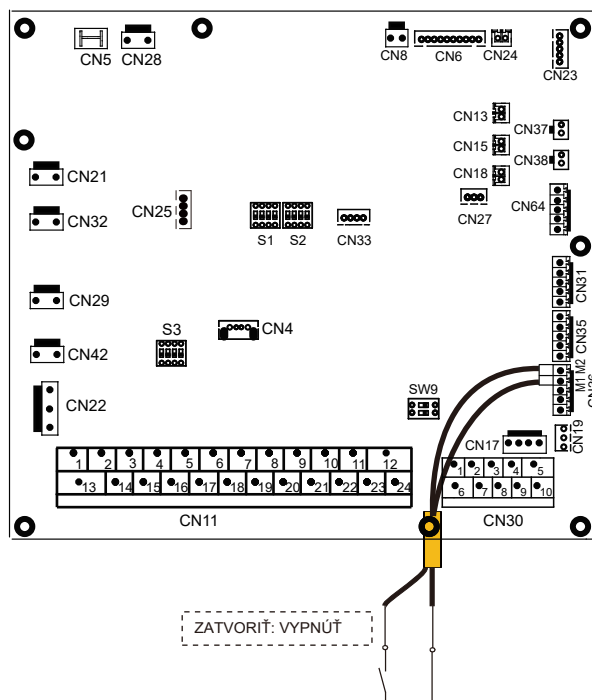 CN5
CN28
CN8
CN6
CN24
CN23
CN13
CN15
CN18
CN37
CN38
CN21
CN32
CN25
S1
S2
CN33
CN27
CN64
CN31
CN29
CN42
CN22
S3
CN4
CN35
M1 M2
CN36
SW9
CN17
CN19
1 2 3 4 5 6 7 8 9 10 11 12
13 14 15 16 17 18 19 20 21 22 23 24
CN11
1 2 3 4 5
6 7 8 9 10
CN30
ZATVORIŤ: VYPNÚŤ